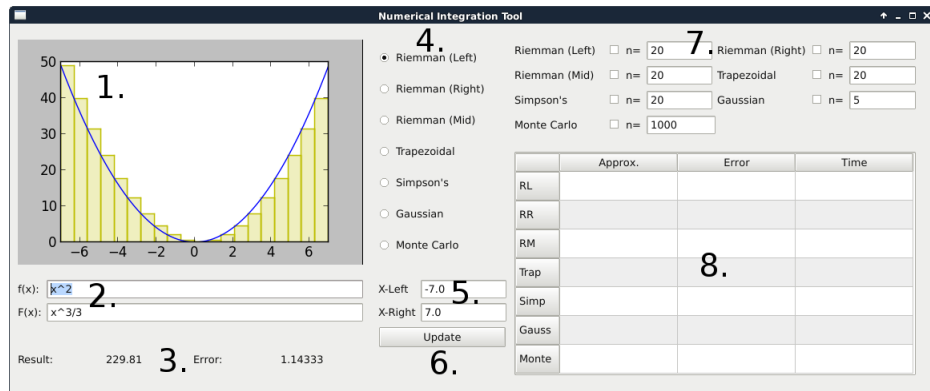 Numerical Integration Tool
1.
50
40
30
20
10
0
−6 −4 −2 0 2 4 6
f(x): x^2
F(x): x^3/3
2.
Result: 229.81 Error: 1.14333
3.
4.
Riemman (Left)
Riemman (Right)
Riemman (Mid)
Trapezoidal
Simpson's
Gaussian
Monte Carlo
X-Left -7.0
X-Right 7.0
5.
Update
6.
Riemman (Left) n= 20 Riemman (Right) n= 20
Riemman (Mid) n= 20 Trapezoidal n= 20
Simpson's n= 20 Gaussian n= 5
Monte Carlo n= 1000
7.
Approx. Error Time
RL
RR
RM
Trap
Simp
Gauss
Monte
8.